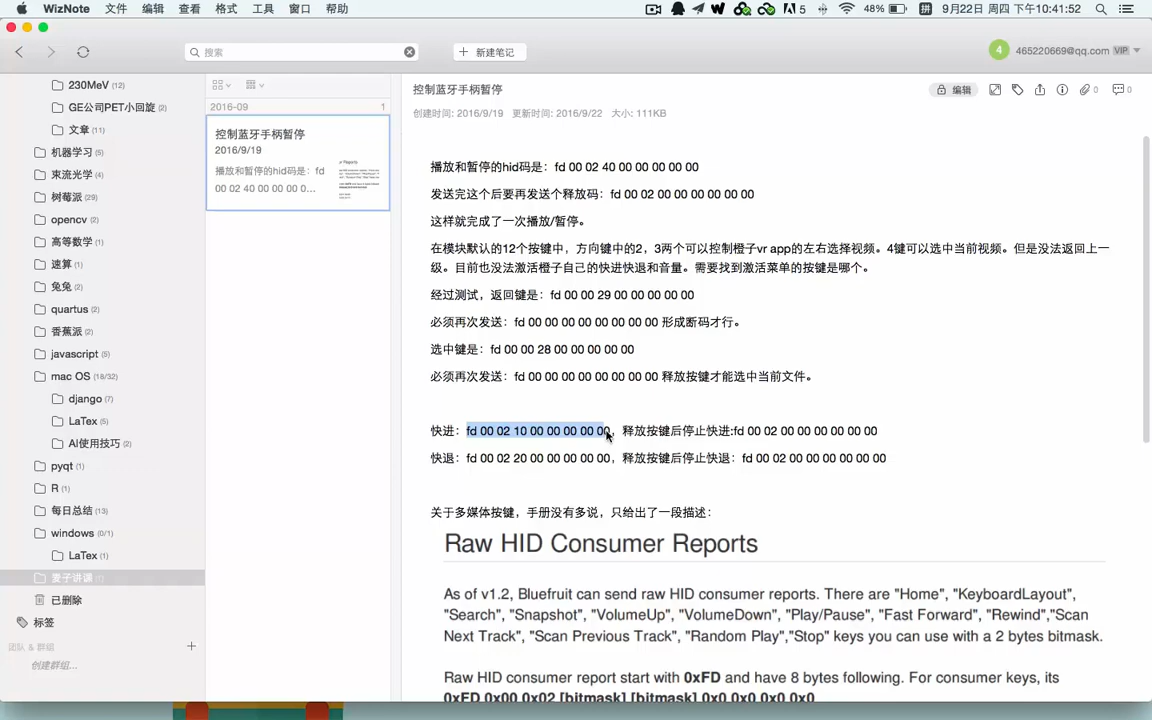 WizNote 文件 编辑 查看 格式 工具 窗口 帮助 5 48% 拼 9月22日 周四 下午10:41:52
搜索
新建笔记
4 465220669@qq.com VIP
230MeV (12)
GE公司PET小回旋 (2)
文章 (11)
机器学习 (5)
束流光学 (4)
树莓派 (29)
opencv (2)
高等数学 (1)
速算 (1)
兔兔 (2)
quartus (2)
香蕉派 (2)
javascript (5)
mac OS (18/32)
django (7)
LaTex (5)
AI使用技巧 (2)
pyqt (1)
R (1)
每日总结 (13)
windows (0/1)
LaTex (1)
麦子讲课 (1)
已删除
标签
团队 & 群组
创建群组...
2016-09 1
控制蓝牙手柄暂停
2016/9/19
播放和暂停的hid码是：fd
00 02 40 00 00 00 0...
控制蓝牙手柄暂停
编辑
0
0
创建时间: 2016/9/19 更新时间: 2016/9/22 大小: 111KB
播放和暂停的hid码是：fd 00 02 40 00 00 00 00 00
发送完这个后要再发送个释放码：fd 00 02 00 00 00 00 00 00
这样就完成了一次播放/暂停。
在模块默认的12个按键中，方向键中的2，3两个可以控制橙子vr app的左右选择视频。4键可以选中当前视频。但是没法返回上一
级。目前也没法激活橙子自己的快进快退和音量。需要找到激活菜单的按键是哪个。
经过测试，返回键是：fd 00 00 29 00 00 00 00 00
必须再次发送：fd 00 00 00 00 00 00 00 00 形成断码才行。
选中键是：fd 00 00 28 00 00 00 00 00
必须再次发送：fd 00 00 00 00 00 00 00 00 释放按键才能选中当前文件。
快进：fd 00 02 10 00 00 00 00 00，释放按键后停止快进:fd 00 02 00 00 00 00 00 00
快退：fd 00 02 20 00 00 00 00 00，释放按键后停止快退：fd 00 02 00 00 00 00 00 00
关于多媒体按键，手册没有多说，只给出了一段描述：
Raw HID Consumer Reports
As of v1.2, Bluefruit can send raw HID consumer reports. There are "Home", "KeyboardLayout",
"Search", "Snapshot", "VolumeUp", "VolumeDown", "Play/Pause", "Fast Forward", "Rewind","Scan
Next Track", "Scan Previous Track", "Random Play","Stop" keys you can use with a 2 bytes bitmask.
Raw HID consumer report start with 0xFD and have 8 bytes following. For consumer keys, its
0xFD 0x00 0x02 [bitmask] [bitmask] 0x0 0x0 0x0 0x0